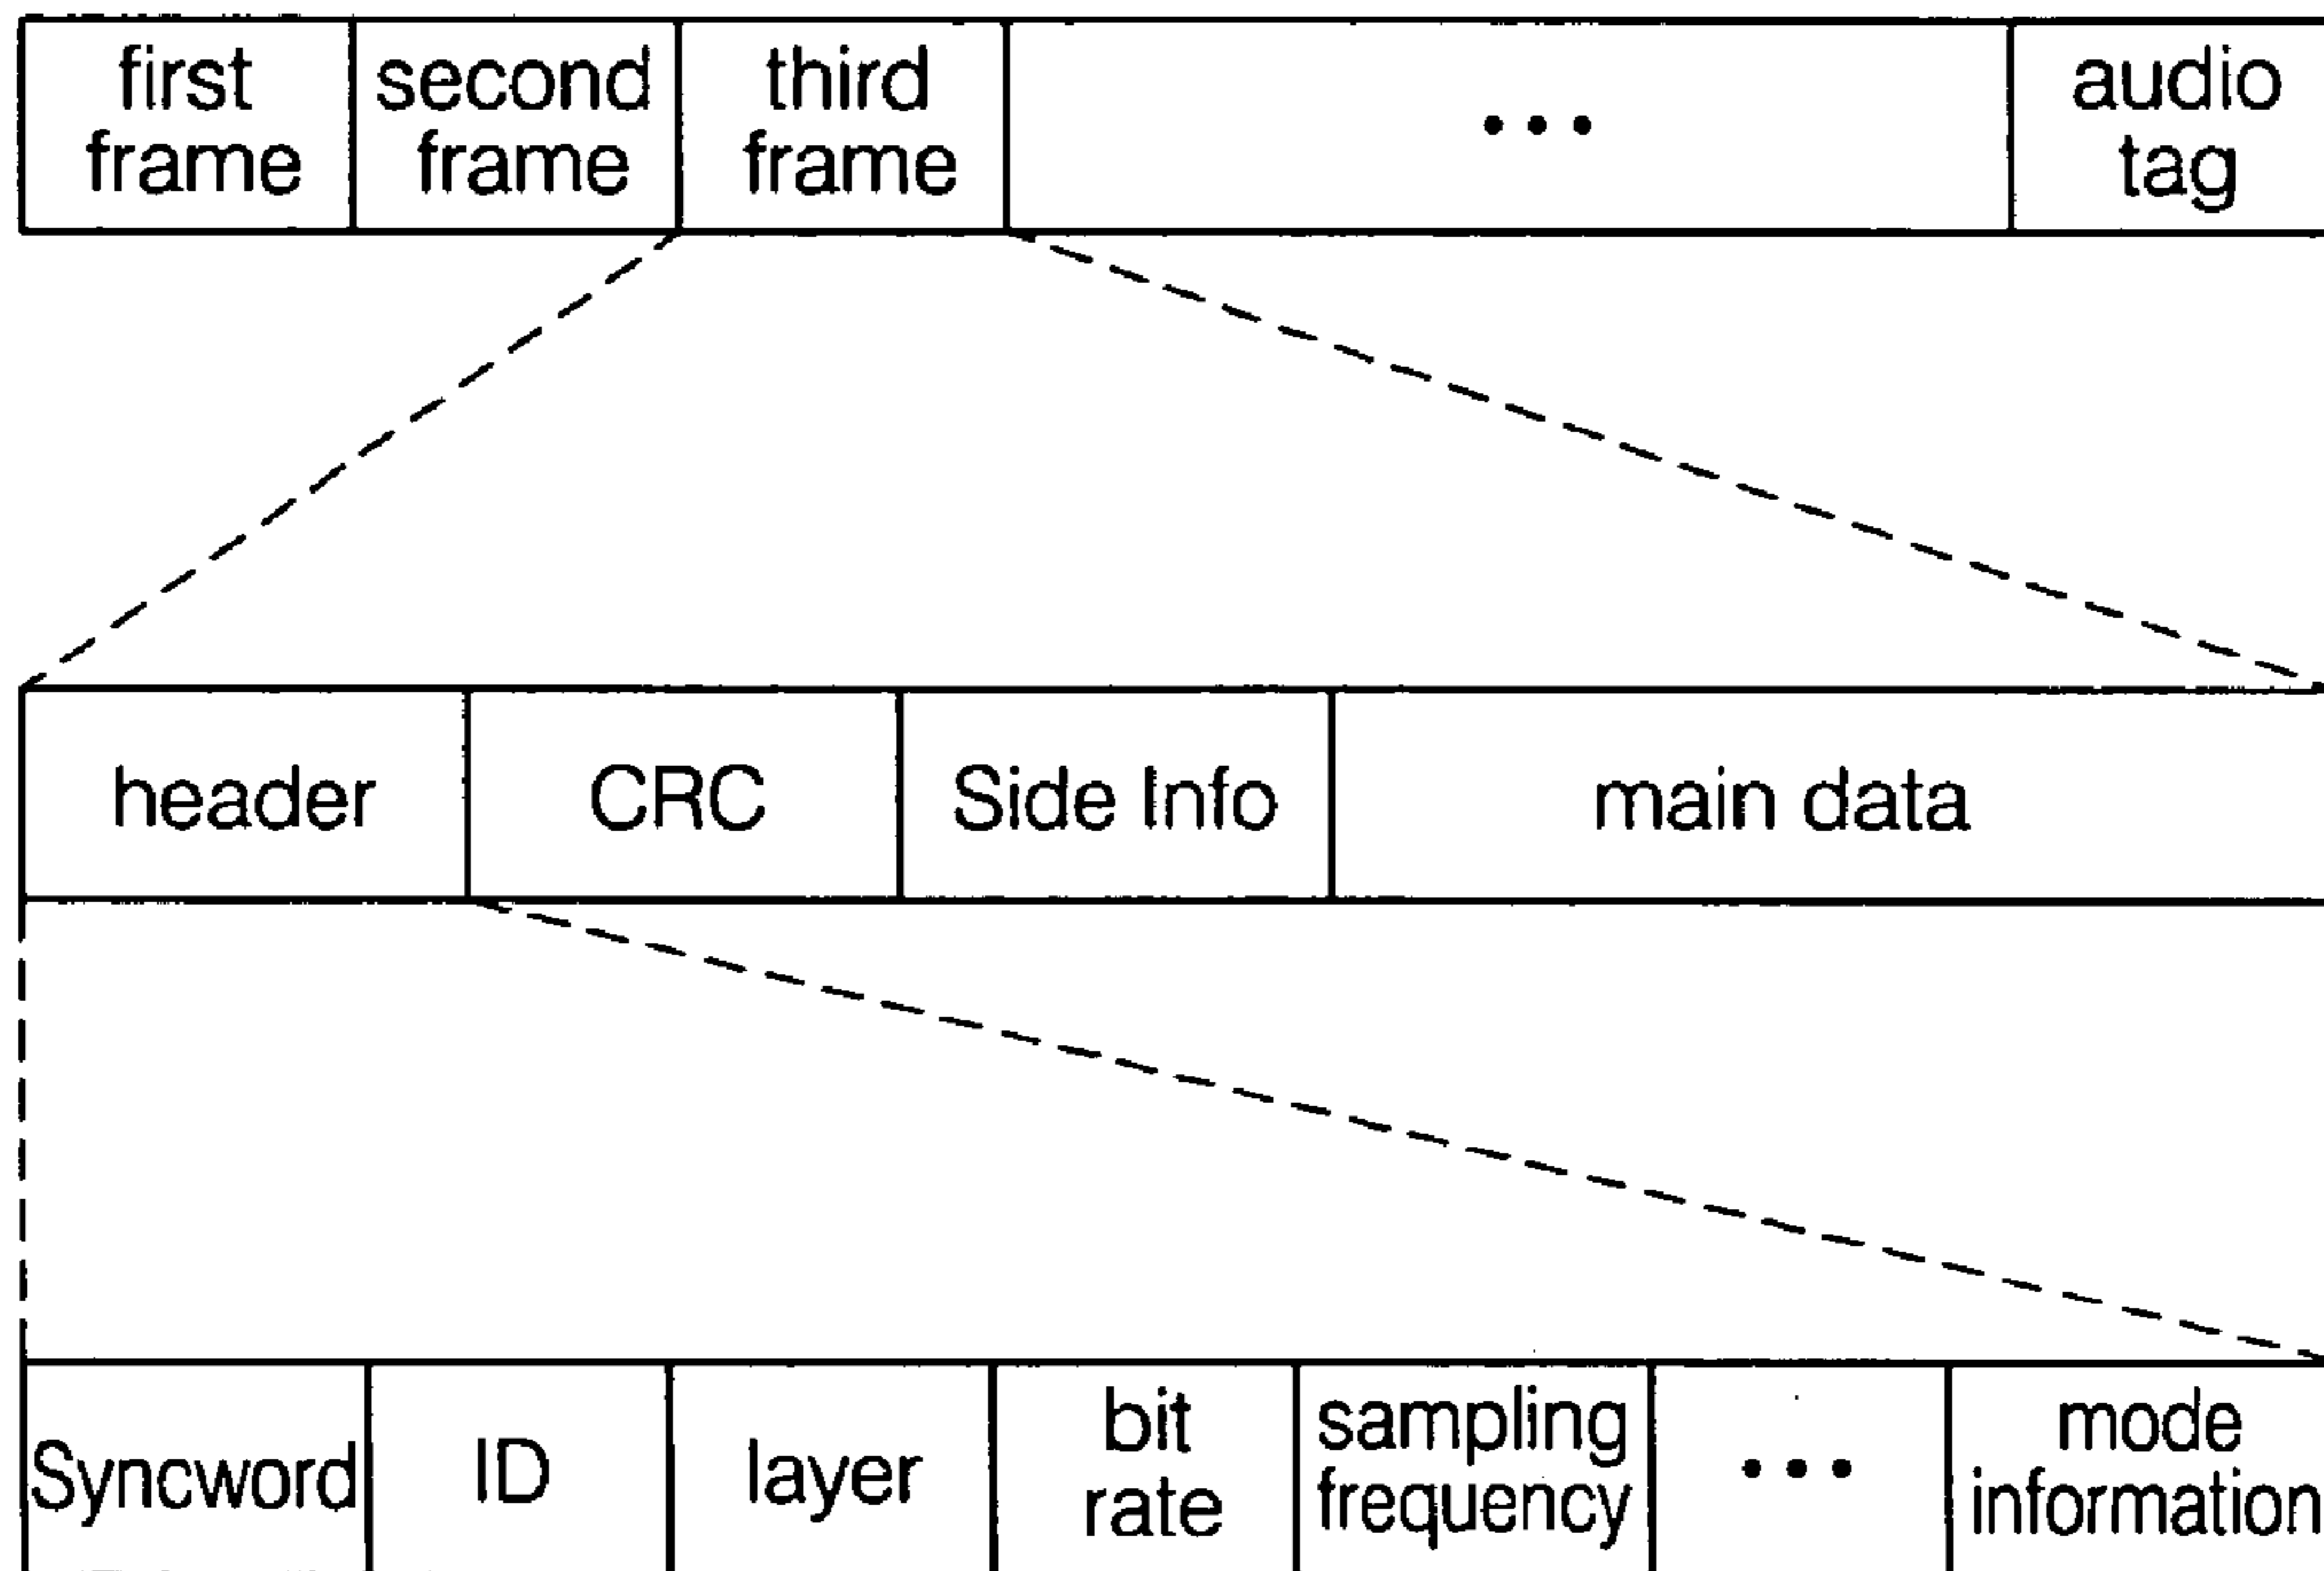 first
frame
second
frame
third
frame
•••
audio
tag
header
CRC
Side Info
main data
Syncword
ID
layer
bit
rate
sampling
frequency
•••
mode
information